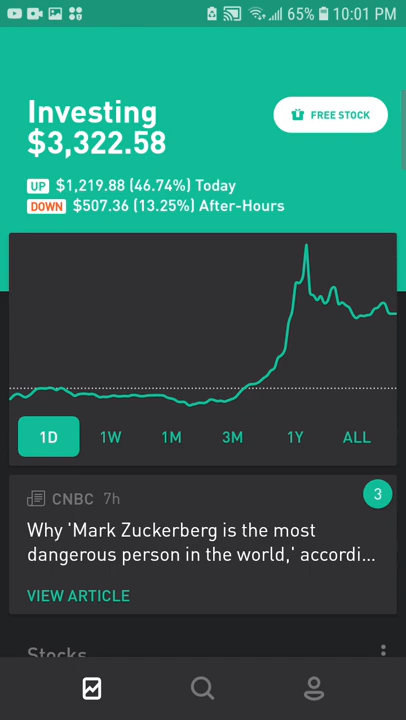 65% 10:01 PM
Investing
$3,322.58
FREE STOCK
UP $1,219.88 (46.74%) Today
DOWN $507.36 (13.25%) After-Hours
1D 1W 1M 3M 1Y ALL
CNBC 7h
3
Why 'Mark Zuckerberg is the most
dangerous person in the world,' accordi...
VIEW ARTICLE
Stocks